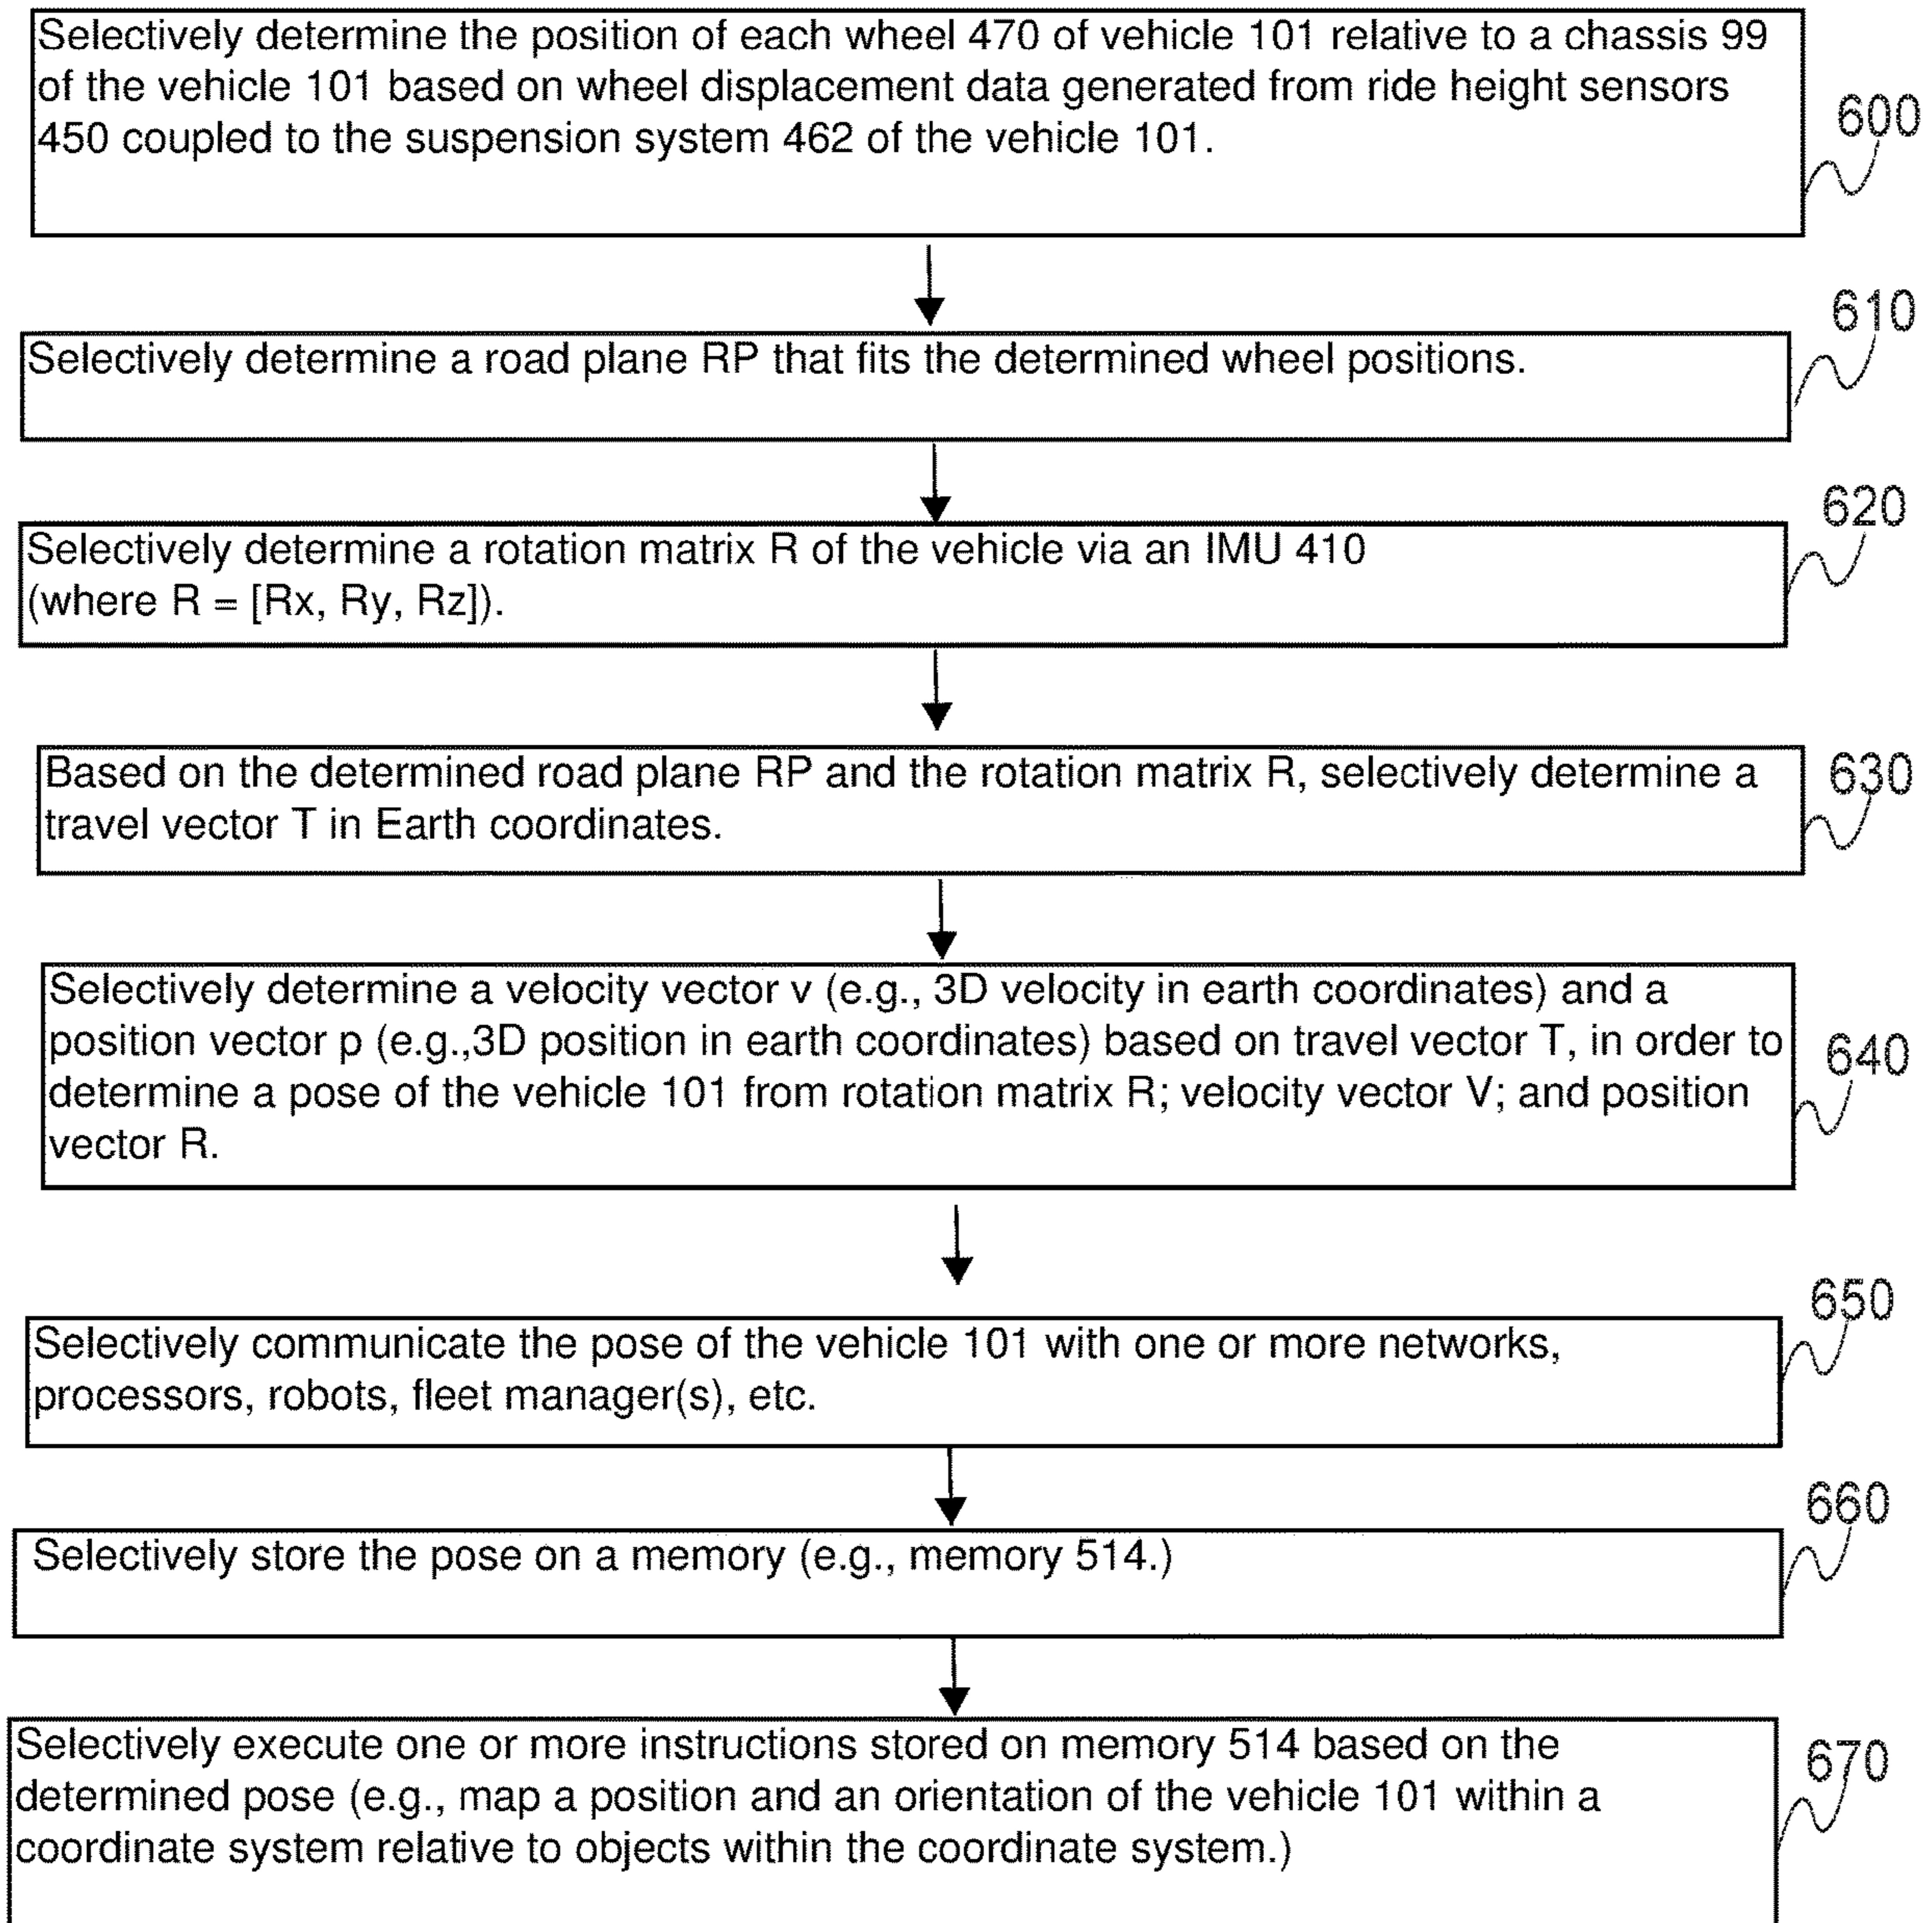 Selectively determine the position of each wheel 470 of vehicle 101 relative to a chassis 99
of the vehicle 101 based on wheel displacement data generated from ride height sensors
450 coupled to the suspension system 462 of the vehicle 101.
600
610
Selectively determine a road plane RP that fits the determined wheel positions.
620
Selectively determine a rotation matrix R of the vehicle via an IMU 410
(where R = [Rx, Ry, Rz]).
630
Based on the determined road plane RP and the rotation matrix R, selectively determine a
travel vector T in Earth coordinates.
Selectively determine a velocity vector v (e.g., 3D velocity in earth coordinates) and a
position vector p (e.g.,3D position in earth coordinates) based on travel vector T, in order to
determine a pose of the vehicle 101 from rotation matrix R; velocity vector V; and position
vector R.
640
650
Selectively communicate the pose of the vehicle 101 with one or more networks,
processors, robots, fleet manager(s), etc.
660
Selectively store the pose on a memory (e.g., memory 514.)
Selectively execute one or more instructions stored on memory 514 based on the
determined pose (e.g., map a position and an orientation of the vehicle 101 within a
coordinate system relative to objects within the coordinate system.)
670